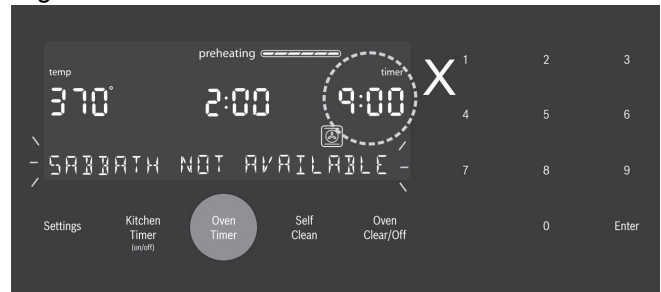 preheating
temp
timer
370°
2:00
9:00
X
1 2 3
4 5 6
SABBATH NOT AVAILABLE
7 8 9
Settings
Kitchen Timer
(on/off)
Oven Timer
Self Clean
Oven Clear/Off
0
Enter